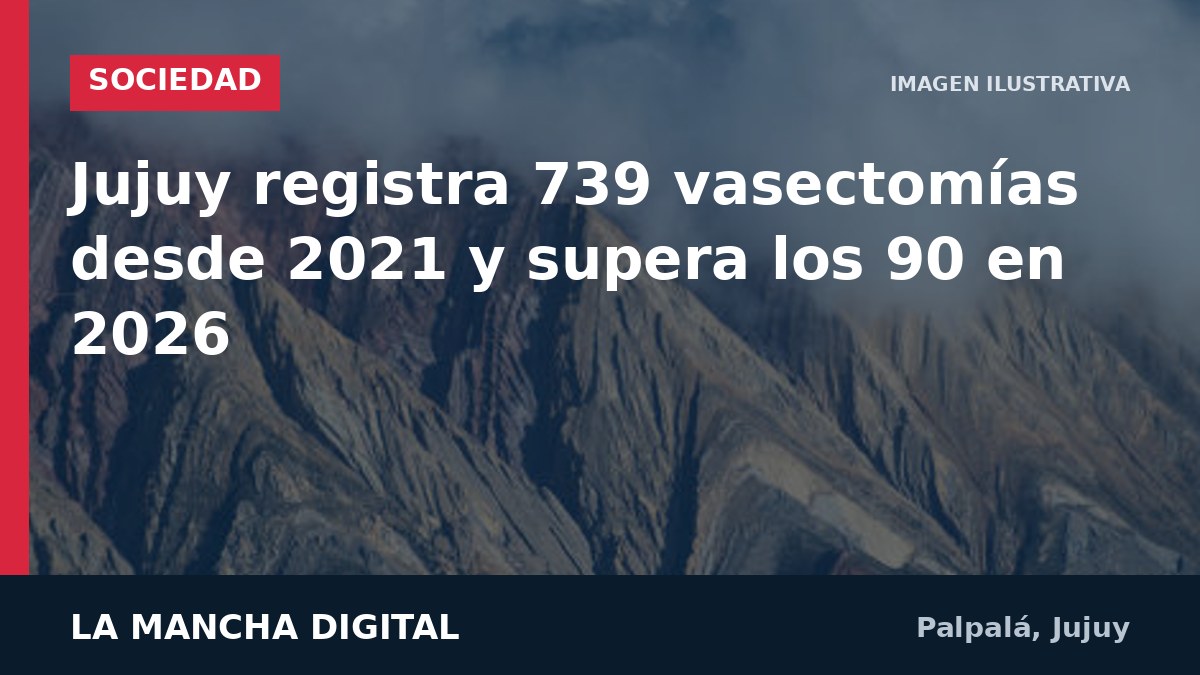 SOCIEDAD
IMAGEN ILUSTRATIVA
Jujuy registra 739 vasectomías
desde 2021 y supera los 90 en
2026
LA MANCHA DIGITAL
Palpalá, Jujuy